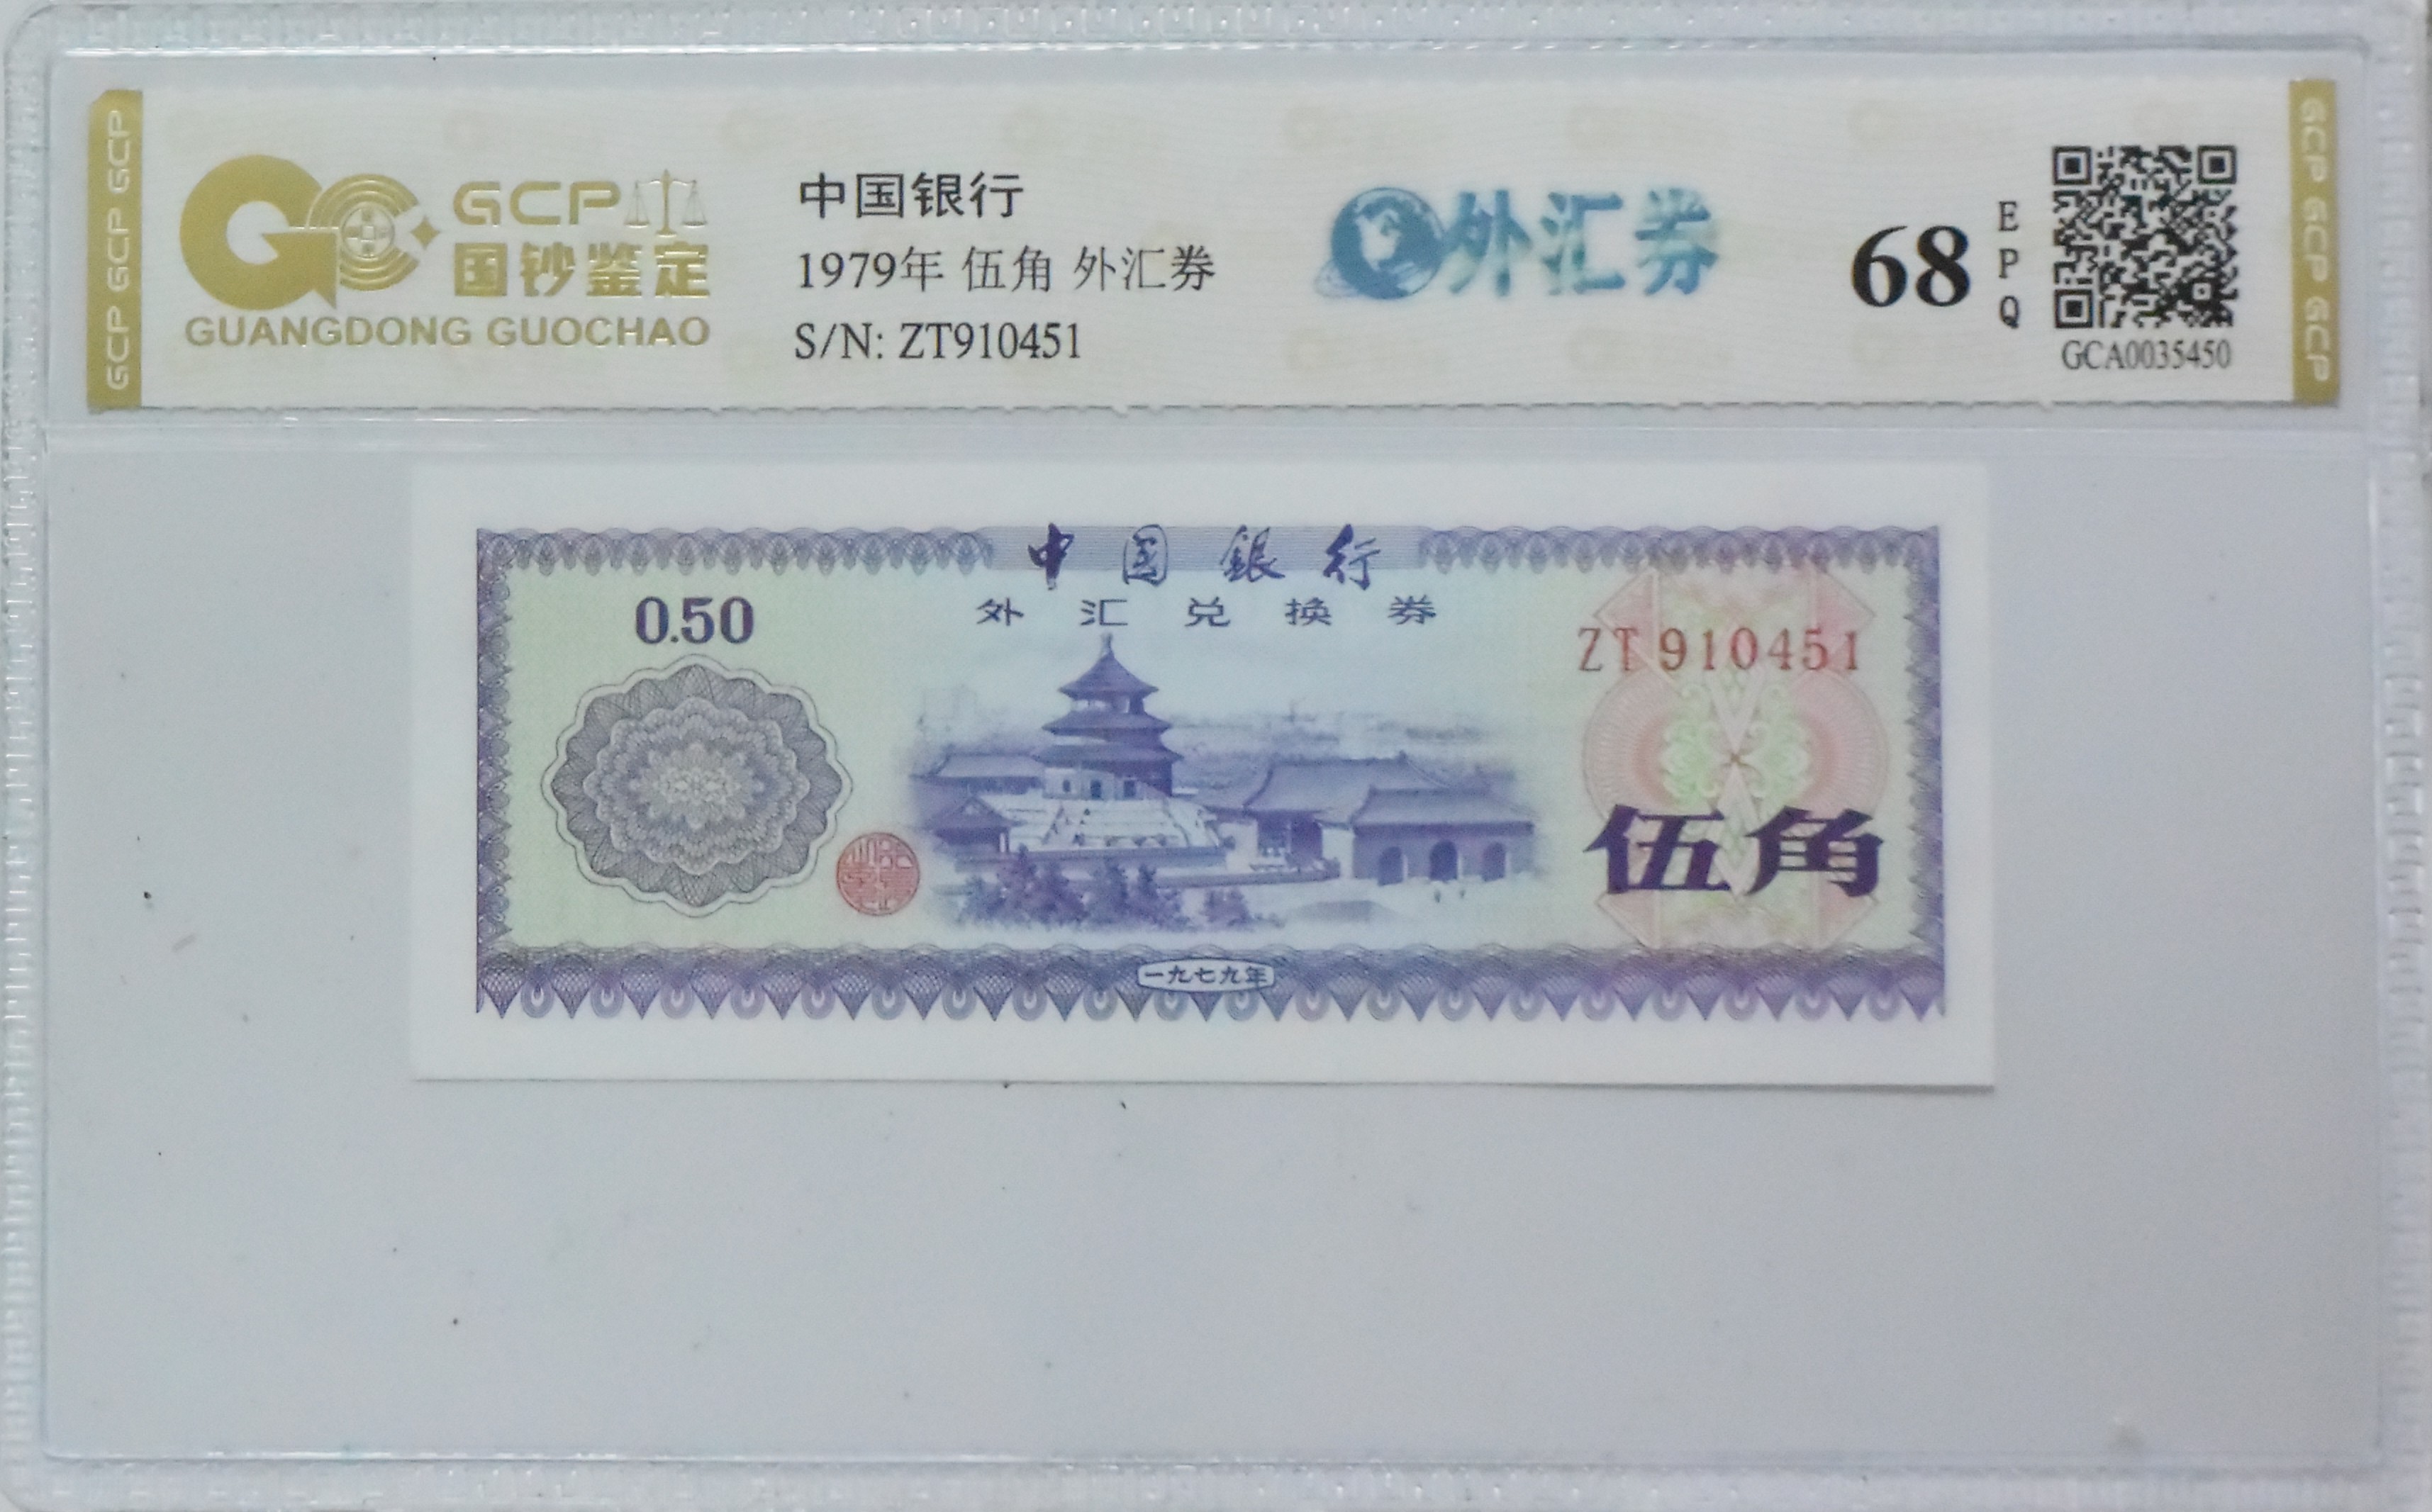 GCP GCP GCP
GCP
国钞鉴定
GUANGDONG GUOCHAO
中国银行
1979年 伍角 外汇券
S/N: ZT910451
外汇券
68
EPQ
GCA0035450
GCP GCP GCP
中国銀行
外汇兑换券
0.50
ZT 910451
伍角
一九七九年